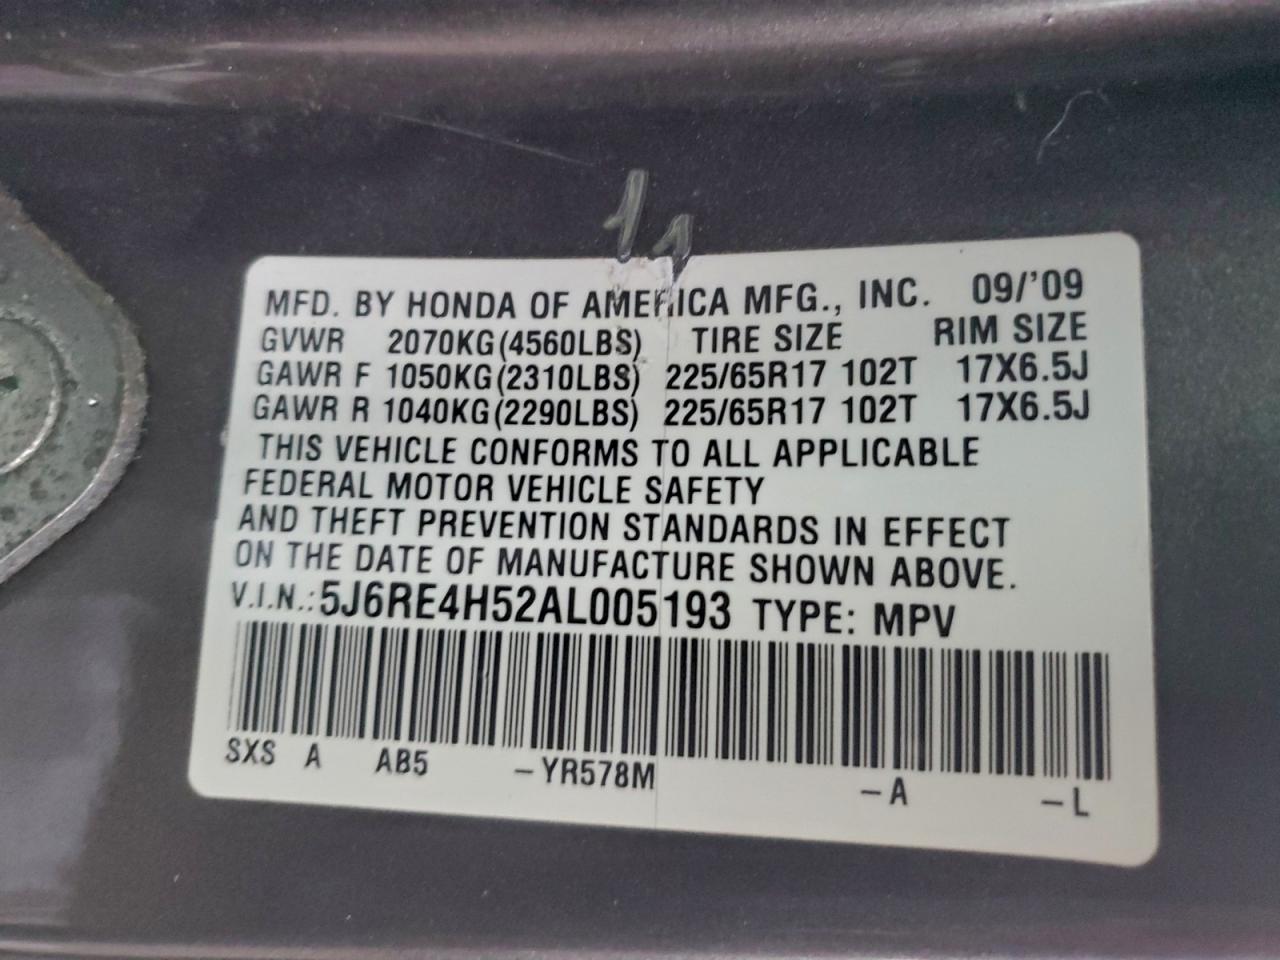 11
MFD. BY HONDA OF AMERICA MFG., INC. 09/'09
GVWR 2070KG(4560LBS) TIRE SIZE RIM SIZE
GAWR F 1050KG(2310LBS) 225/65R17 102T 17X6.5J
GAWR R 1040KG(2290LBS) 225/65R17 102T 17X6.5J
THIS VEHICLE CONFORMS TO ALL APPLICABLE
FEDERAL MOTOR VEHICLE SAFETY
AND THEFT PREVENTION STANDARDS IN EFFECT
ON THE DATE OF MANUFACTURE SHOWN ABOVE.
V.I.N.: 5J6RE4H52AL005193 TYPE: MPV
SXS A AB5 -YR578M -A -L